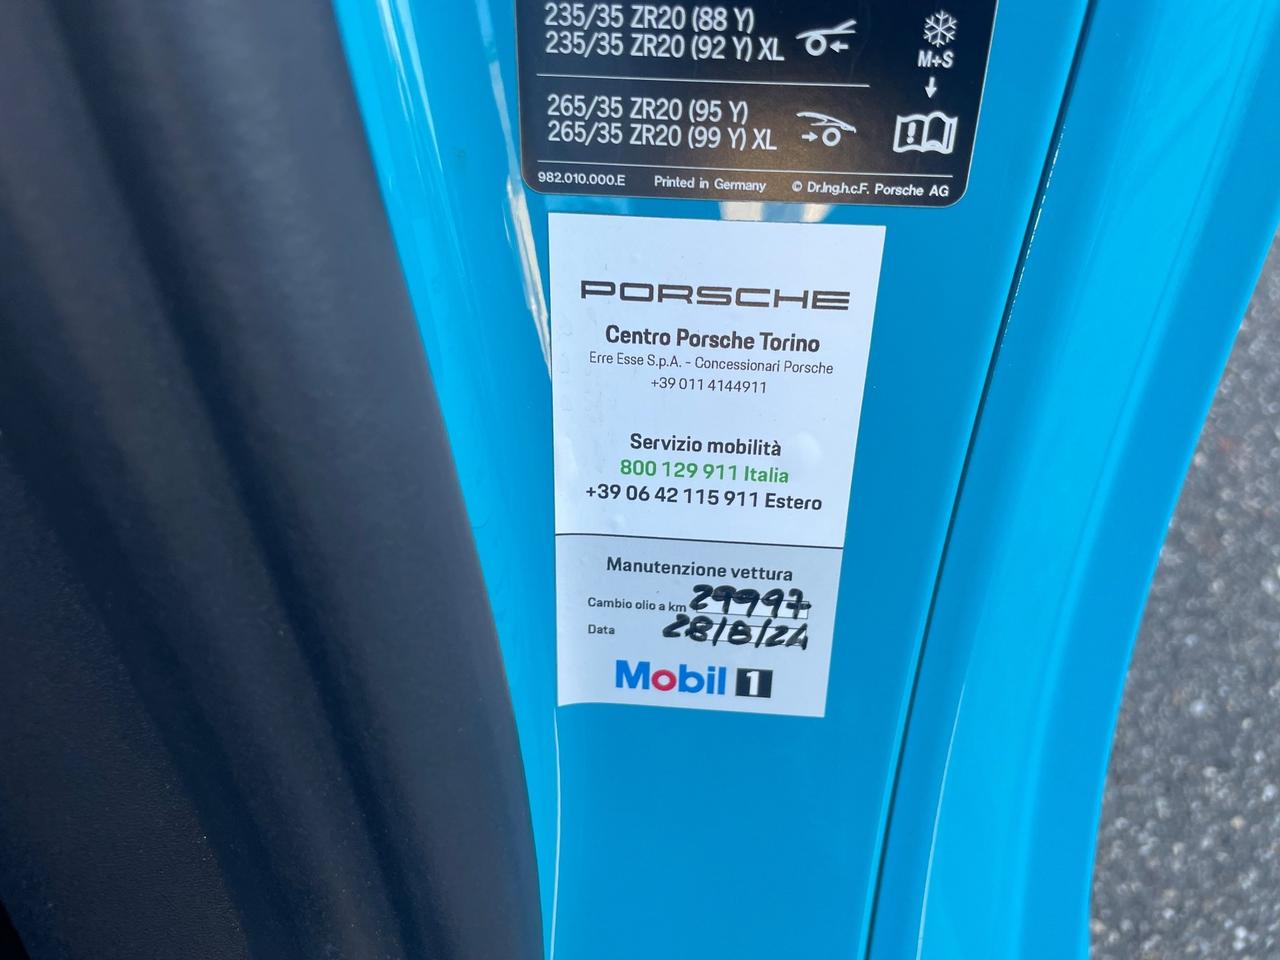 235/35 ZR20 (88 Y)
235/35 ZR20 (92 Y) XL
M+S
265/35 ZR20 (95 Y)
265/35 ZR20 (99 Y) XL
982.010.000.E Printed in Germany © Dr.Ing.h.c.F. Porsche AG
PORSCHE
Centro Porsche Torino
Erre Esse S.p.A. - Concessionari Porsche
+39 011 4144911
Servizio mobilità
800 129 911 Italia
+39 06 42 115 911 Estero
Manutenzione vettura
Cambio olio a km 29997
Data 28/8/24
Mobil 1